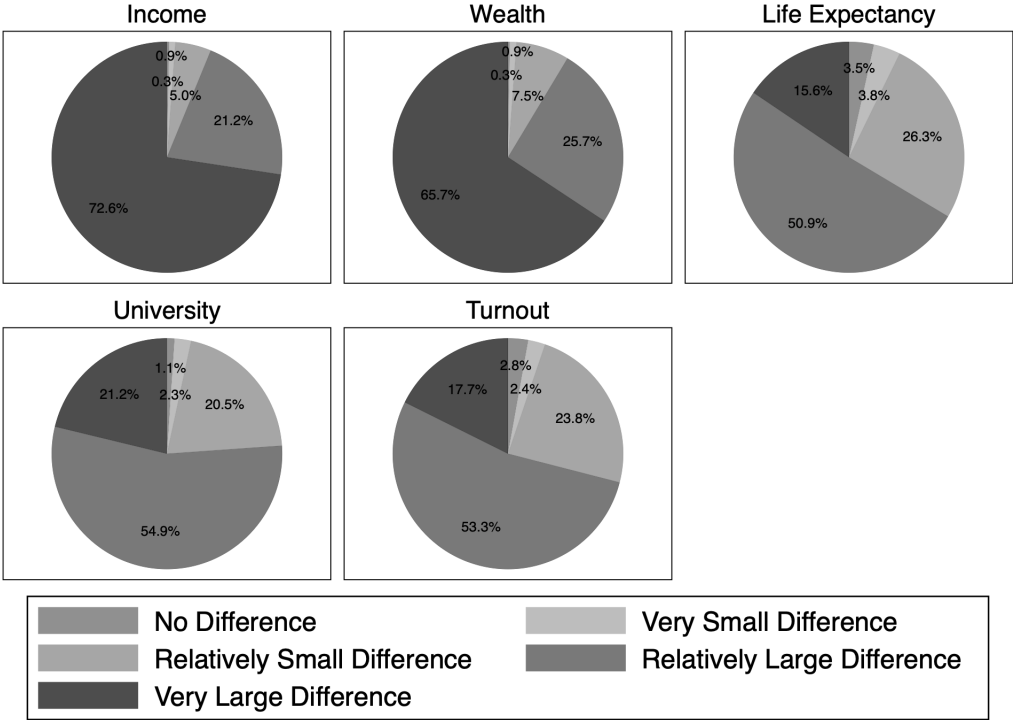 Income
0.9%
0.3%
5.0%
21.2%
72.6%
Wealth
0.9%
0.3%
7.5%
25.7%
65.7%
Life Expectancy
3.5%
3.8%
15.6%
26.3%
50.9%
University
1.1%
2.3%
21.2%
20.5%
54.9%
Turnout
2.8%
2.4%
17.7%
23.8%
53.3%
No Difference
Very Small Difference
Relatively Small Difference
Relatively Large Difference
Very Large Difference